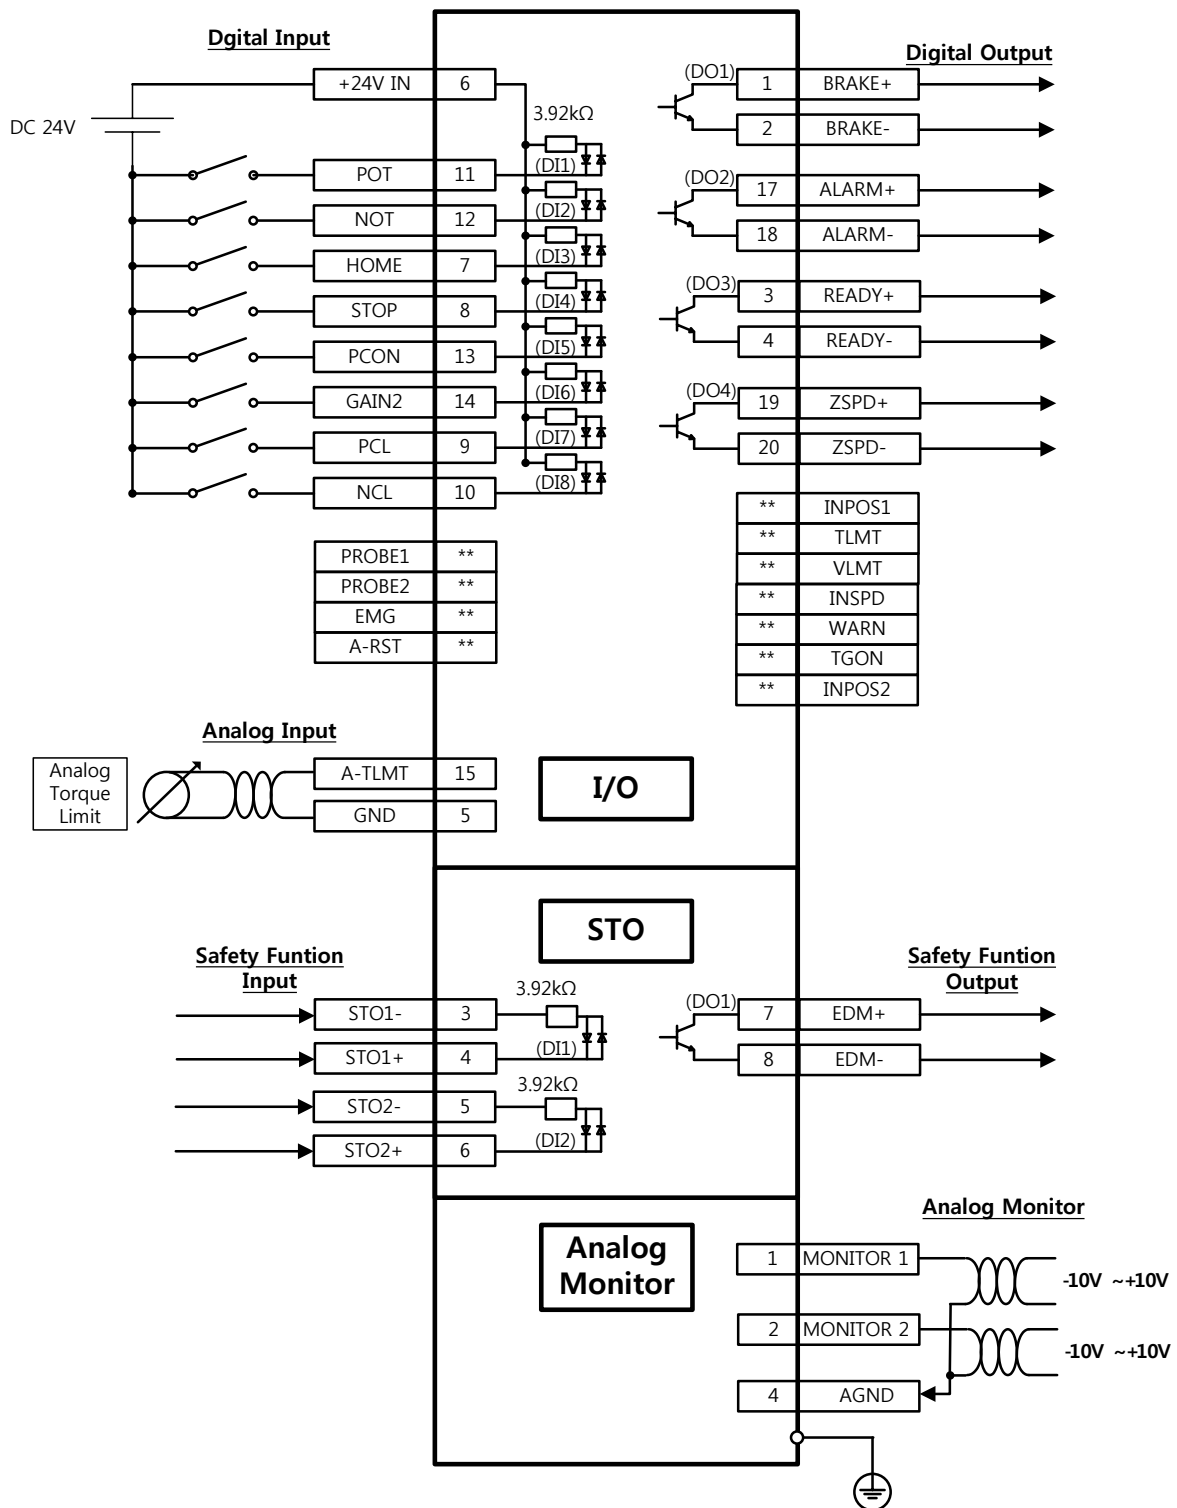 Dgital Input
+24V IN 6
DC 24V
3.92kΩ
POT 11 (DI1)
NOT 12 (DI2)
HOME 7 (DI3)
STOP 8 (DI4)
PCON 13 (DI5)
GAIN2 14 (DI6)
PCL 9 (DI7)
NCL 10 (DI8)
PROBE1 **
PROBE2 **
EMG **
A-RST **
Digital Output
(DO1) 1 BRAKE+
2 BRAKE-
(DO2) 17 ALARM+
18 ALARM-
(DO3) 3 READY+
4 READY-
(DO4) 19 ZSPD+
20 ZSPD-
** INPOS1
** TLMT
** VLMT
** INSPD
** WARN
** TGON
** INPOS2
Analog Input
Analog
Torque
Limit
A-TLMT 15
GND 5
I/O
STO
Safety Funtion
Input
3.92kΩ
STO1- 3
STO1+ 4 (DI1)
3.92kΩ
STO2- 5
STO2+ 6 (DI2)
Safety Funtion
Output
(DO1) 7 EDM+
8 EDM-
Analog
Monitor
Analog Monitor
1 MONITOR 1
-10V ~+10V
2 MONITOR 2
-10V ~+10V
4 AGND